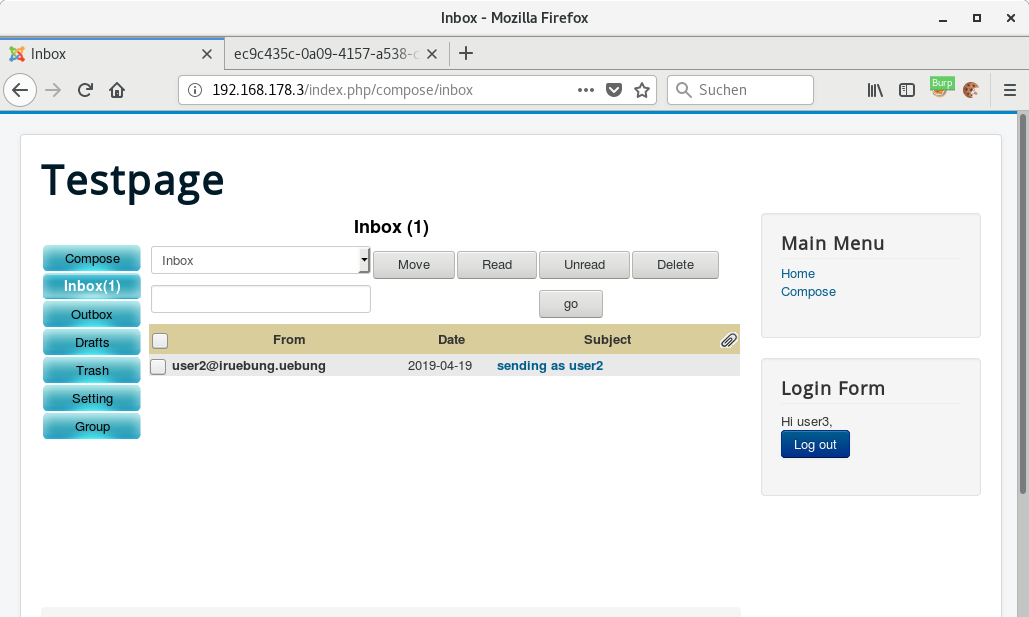 Inbox - Mozilla Firefox
Inbox
ec9c435c-0a09-4157-a538-c
192.168.178.3/index.php/compose/inbox
Suchen
Burp
Testpage
Inbox (1)
Compose
Inbox(1)
Outbox
Drafts
Trash
Setting
Group
Inbox
Move
Read
Unread
Delete
go
From Date Subject
user2@iruebung.uebung 2019-04-19 sending as user2
Main Menu
Home
Compose
Login Form
Hi user3,
Log out